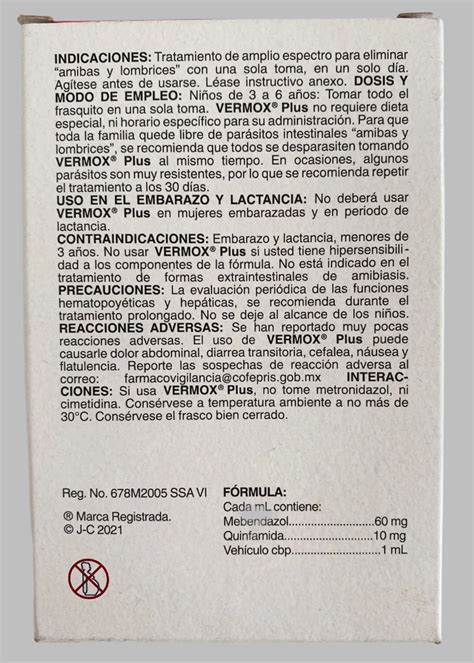 INDICACIONES: Tratamiento de amplio espectro para eliminar
"amibas y lombrices" con una sola toma, en un solo día.
Agítese antes de usarse. Léase instructivo anexo. DOSIS Y
MODO DE EMPLEO: Niños de 3 a 6 años: Tomar todo el
frasquito en una sola toma. VERMOX® Plus no requiere dieta
especial, ni horario específico para su administración. Para que
toda la familia quede libre de parásitos intestinales "amibas y
lombrices", se recomienda que todos se desparasiten tomando
VERMOX® Plus al mismo tiempo. En ocasiones, algunos
parásitos son muy resistentes, por lo que se recomienda repetir
el tratamiento a los 30 días.
USO EN EL EMBARAZO Y LACTANCIA: No deberá usar
VERMOX® Plus en mujeres embarazadas y en periodo de
lactancia.
CONTRAINDICACIONES: Embarazo y lactancia, menores de
3 años. No usar VERMOX® Plus si usted tiene hipersensibili-
dad a los componentes de la fórmula. No está indicado en el
tratamiento de formas extraintestinales de amibiasis.
PRECAUCIONES: La evaluación periódica de las funciones
hematopoyéticas y hepáticas, se recomienda durante el
tratamiento prolongado. No se deje al alcance de los niños.
REACCIONES ADVERSAS: Se han reportado muy pocas
reacciones adversas. El uso de VERMOX® Plus puede
causarle dolor abdominal, diarrea transitoria, cefalea, náusea y
flatulencia. Reporte las sospechas de reacción adversa al
correo: farmacovigilancia@cofepris.gob.mx INTERAC-
CIONES: Si usa VERMOX® Plus, no tome metronidazol, ni
cimetidina. Consérvese a temperatura ambiente a no más de
30°C. Consérvese el frasco bien cerrado.
Reg. No. 678M2005 SSA VI
® Marca Registrada.
© J-C 2021
FÓRMULA:
Cada mL contiene:
Mebendazol....................60 mg
Quinfamida.....................10 mg
Vehículo cbp....................1 mL